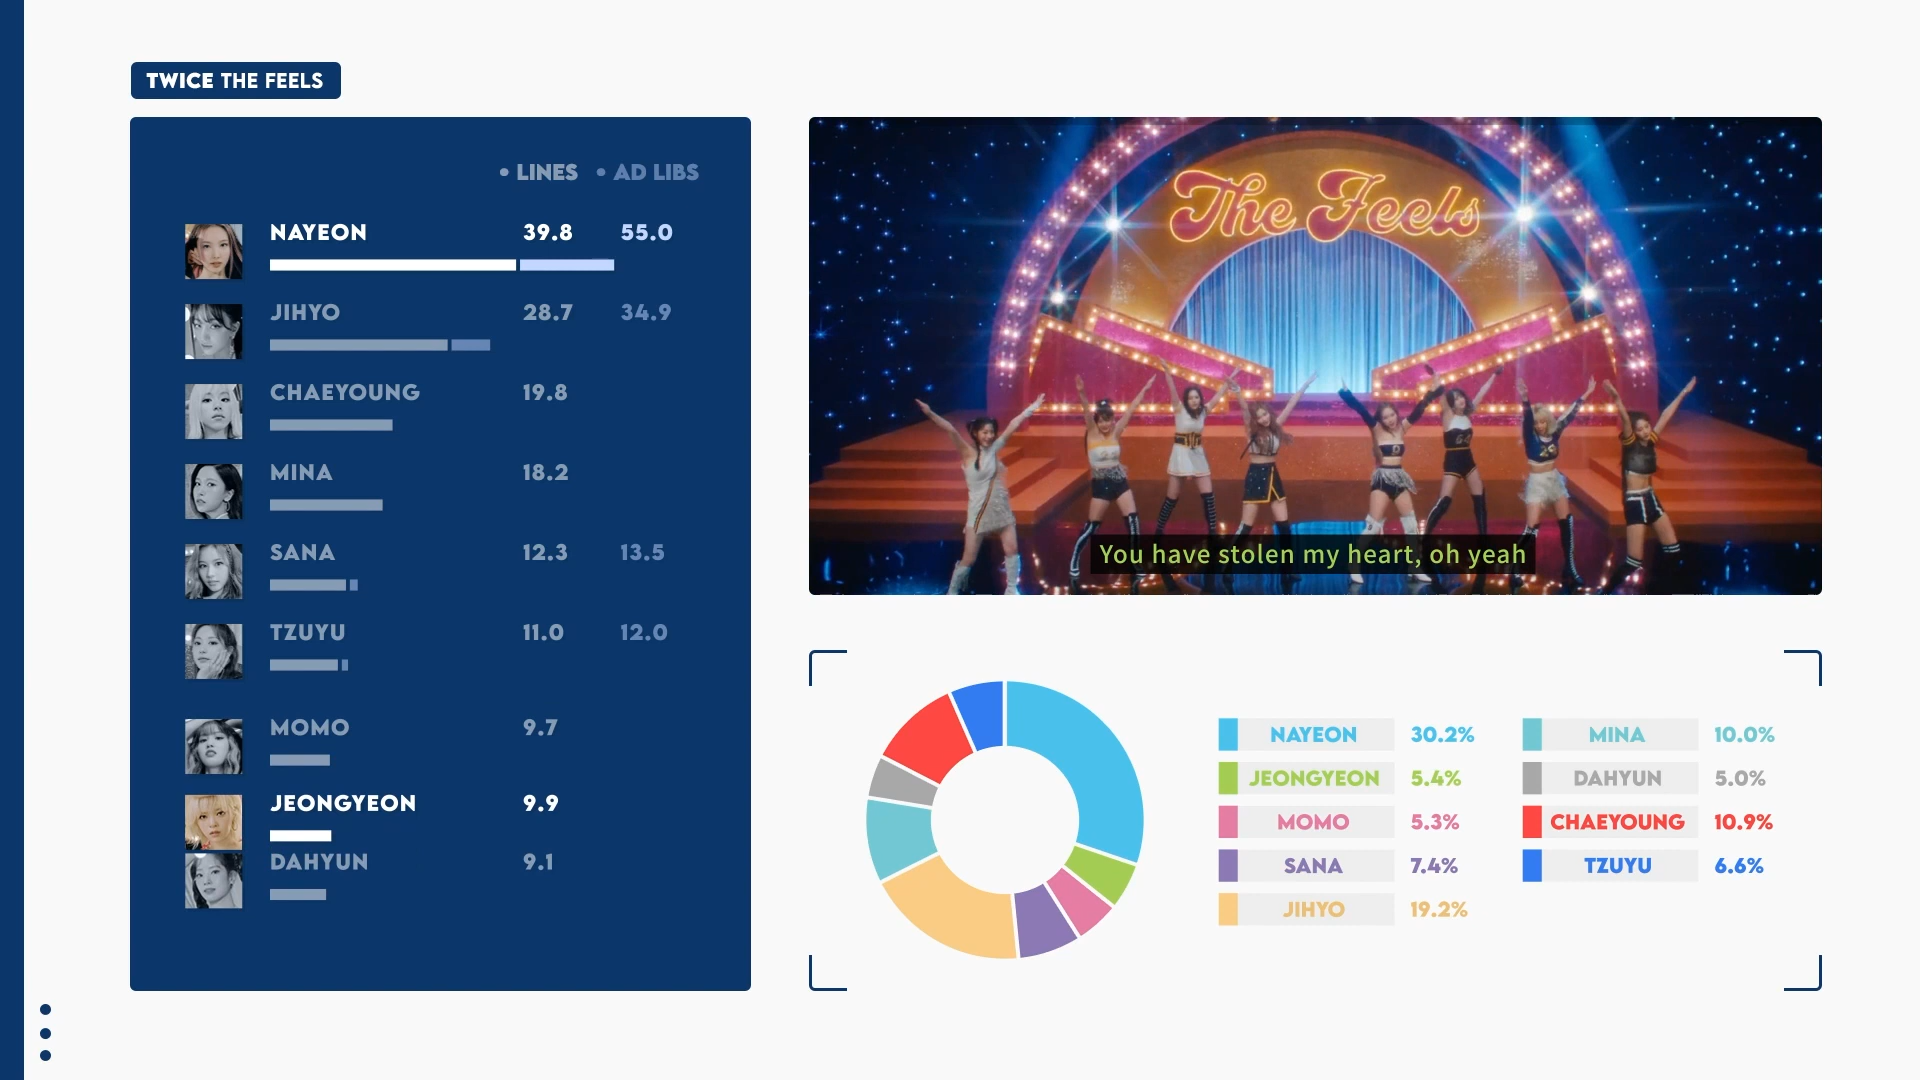 TWICE THE FEELS
• LINES • AD LIBS
NAYEON 39.8 55.0
JIHYO 28.7 34.9
CHAEYOUNG 19.8
MINA 18.2
SANA 12.3 13.5
TZUYU 11.0 12.0
MOMO 9.7
JEONGYEON 9.9
DAHYUN 9.1
The Feels
You have stolen my heart, oh yeah
NAYEON 30.2% MINA 10.0%
JEONGYEON 5.4% DAHYUN 5.0%
MOMO 5.3% CHAEYOUNG 10.9%
SANA 7.4% TZUYU 6.6%
JIHYO 19.2%